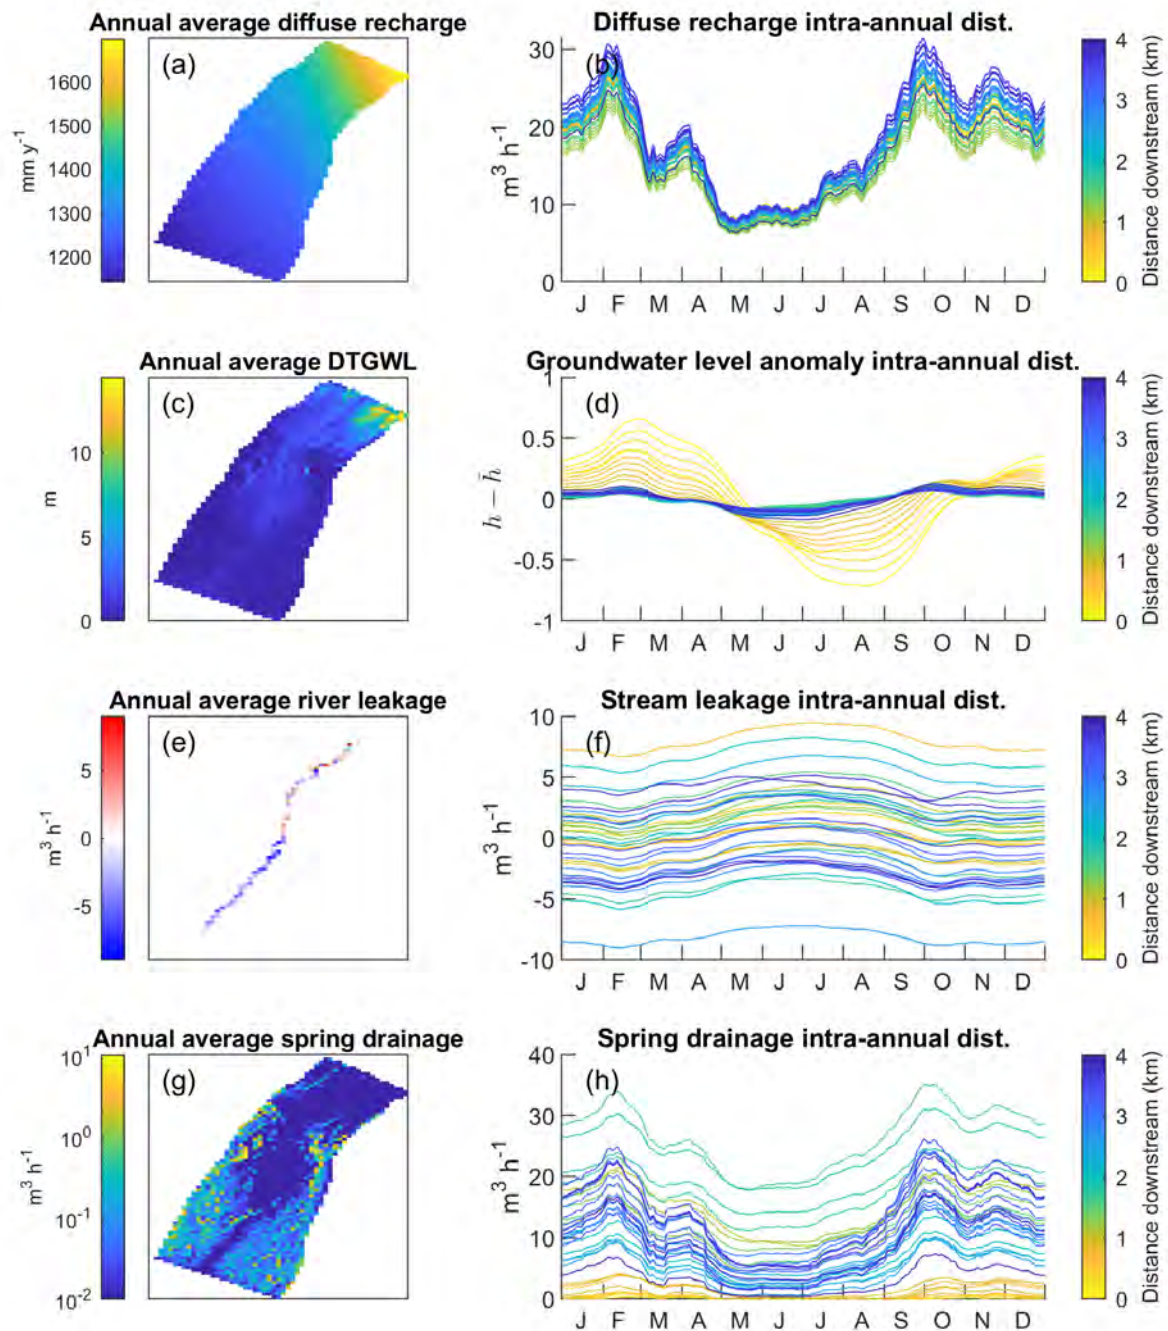 Annual average diffuse recharge
Diffuse recharge intra-annual dist.
(a)
1600
1500
1400
1300
1200
mm y⁻¹
(b)
30
20
10
0
m³ h⁻¹
J F M A M J J A S O N D
4
3
2
1
0
Distance downstream (km)
Annual average DTGWL
Groundwater level anomaly intra-annual dist.
(c)
10
5
0
m
(d)
1
0.5
0
-0.5
-1
h − h̄
J F M A M J J A S O N D
4
3
2
1
0
Distance downstream (km)
Annual average river leakage
Stream leakage intra-annual dist.
(e)
5
0
-5
m³ h⁻¹
(f)
10
5
0
-5
-10
m³ h⁻¹
J F M A M J J A S O N D
4
3
2
1
0
Distance downstream (km)
Annual average spring drainage
Spring drainage intra-annual dist.
(g)
10¹
10⁰
10⁻¹
10⁻²
m³ h⁻¹
(h)
40
30
20
10
0
m³ h⁻¹
J F M A M J J A S O N D
4
3
2
1
0
Distance downstream (km)